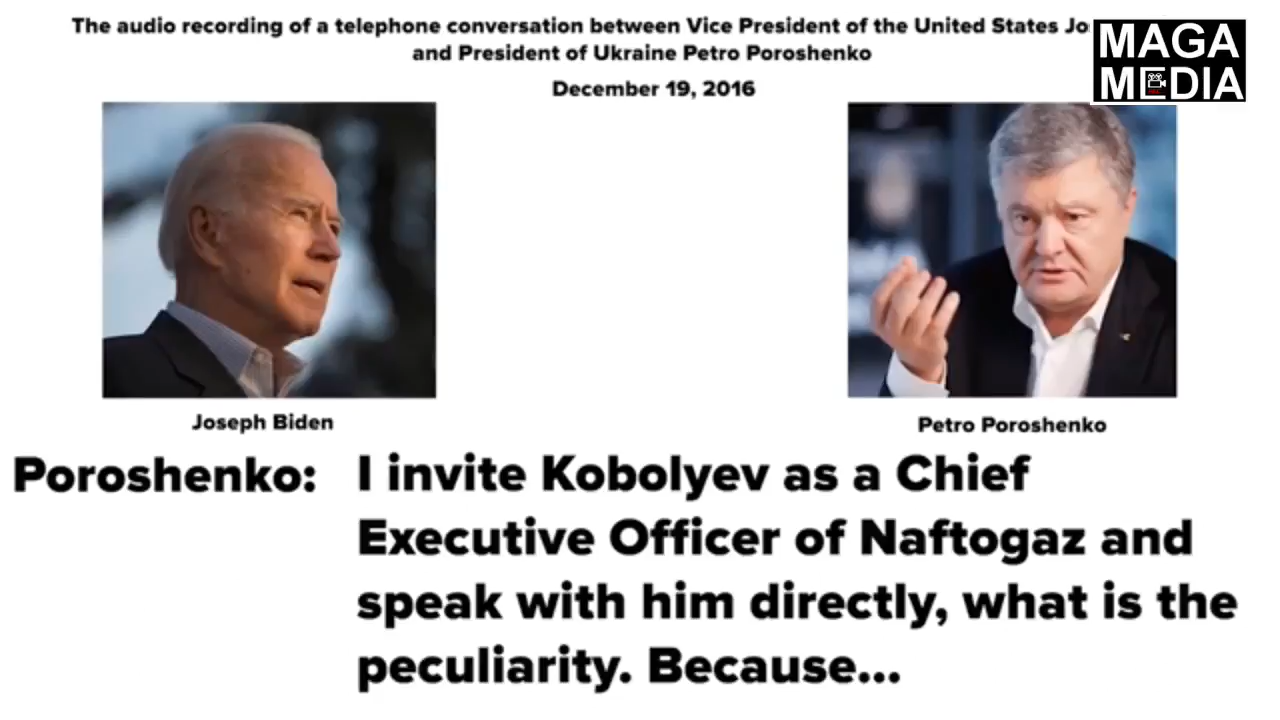 The audio recording of a telephone conversation between Vice President of the United States
and President of Ukraine Petro Poroshenko
December 19, 2016
MAGA
MEDIA
Joseph Biden
Petro Poroshenko
Poroshenko: I invite Kobolyev as a Chief
Executive Officer of Naftogaz and
speak with him directly, what is the
peculiarity. Because...